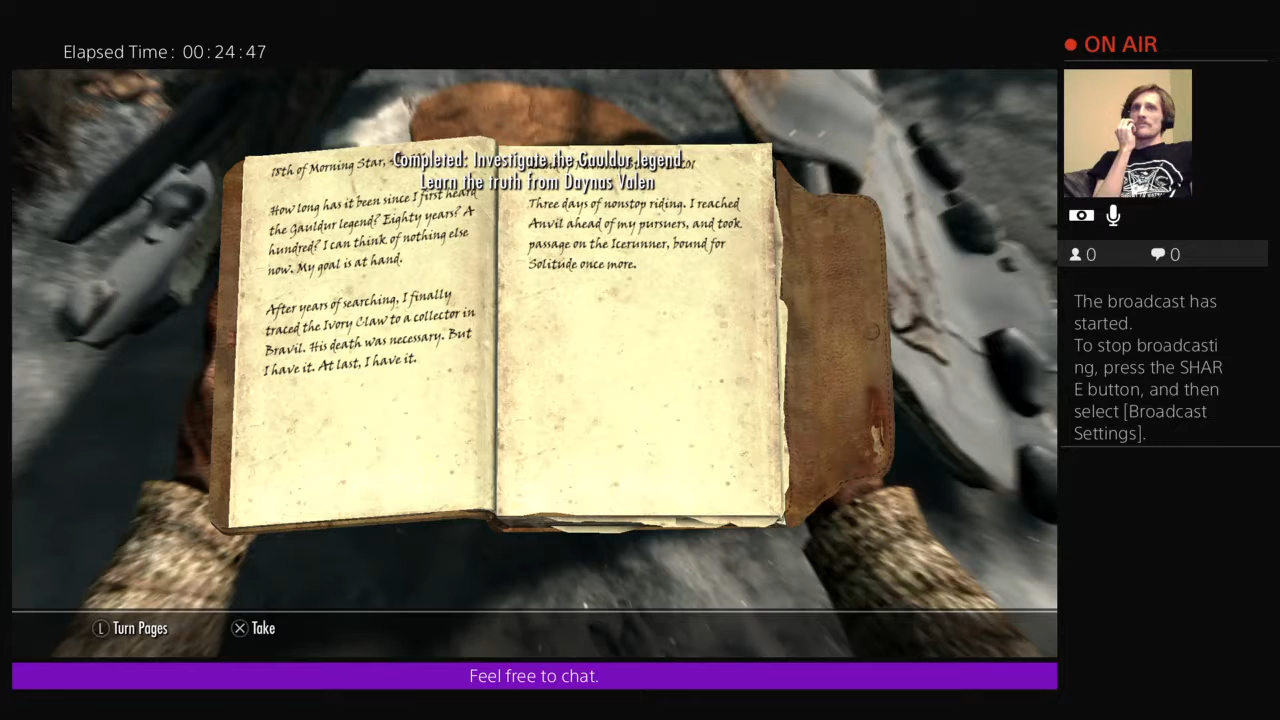 Elapsed Time: 00:24:47
ON AIR
Completed: Investigate the Gauldur legend
Learn the truth from Daynas Valen
18th of Morning Star,
How long has it been since I first heard
the Gauldur legend? Eighty years? A
hundred? I can think of nothing else
now. My goal is at hand.
After years of searching, I finally
traced the Ivory Claw to a collector in
Bravil. His death was necessary. But
I have it. At last, I have it.
Three days of nonstop riding. I reached
Anvil ahead of my pursuers, and took
passage on the Icerunner, bound for
Solitude once more.
L Turn Pages
X Take
Feel free to chat.
0
0
The broadcast has
started.
To stop broadcasti
ng, press the SHAR
E button, and then
select [Broadcast
Settings].